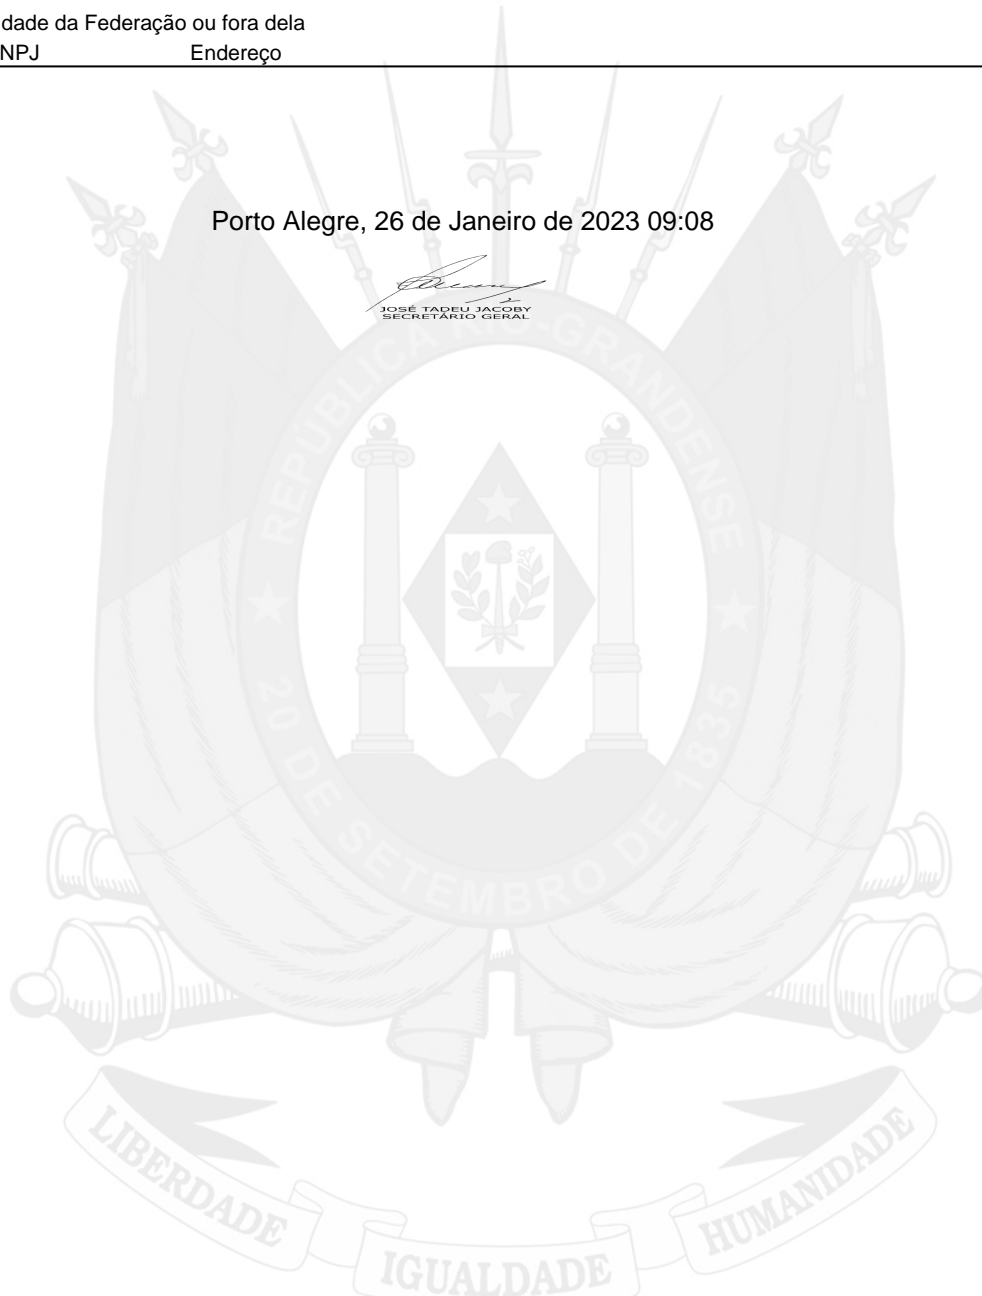 dade da Federação ou fora dela
NPJ Endereço
Porto Alegre, 26 de Janeiro de 2023 09:08
JOSÉ TADEU JACOBY
SECRETÁRIO GERAL
REPÚBLICA RIO-GRANDENSE
20 DE SETEMBRO DE 1835
LIBERDADE
IGUALDADE
HUMANIDADE